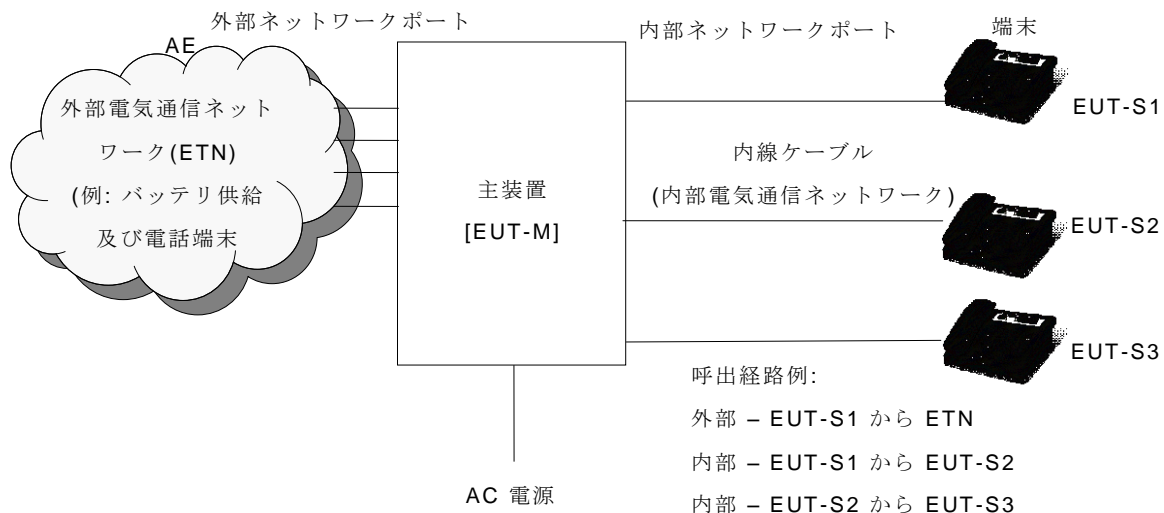 外部ネットワークポート
内部ネットワークポート
端末
AE
外部電気通信ネット
ワーク(ETN)
(例: バッテリ供給
及び電話端末
主装置
[EUT-M]
EUT-S1
内線ケーブル
(内部電気通信ネットワーク)
EUT-S2
EUT-S3
呼出経路例:
外部 – EUT-S1 から ETN
内部 – EUT-S1 から EUT-S2
内部 – EUT-S2 から EUT-S3
AC 電源